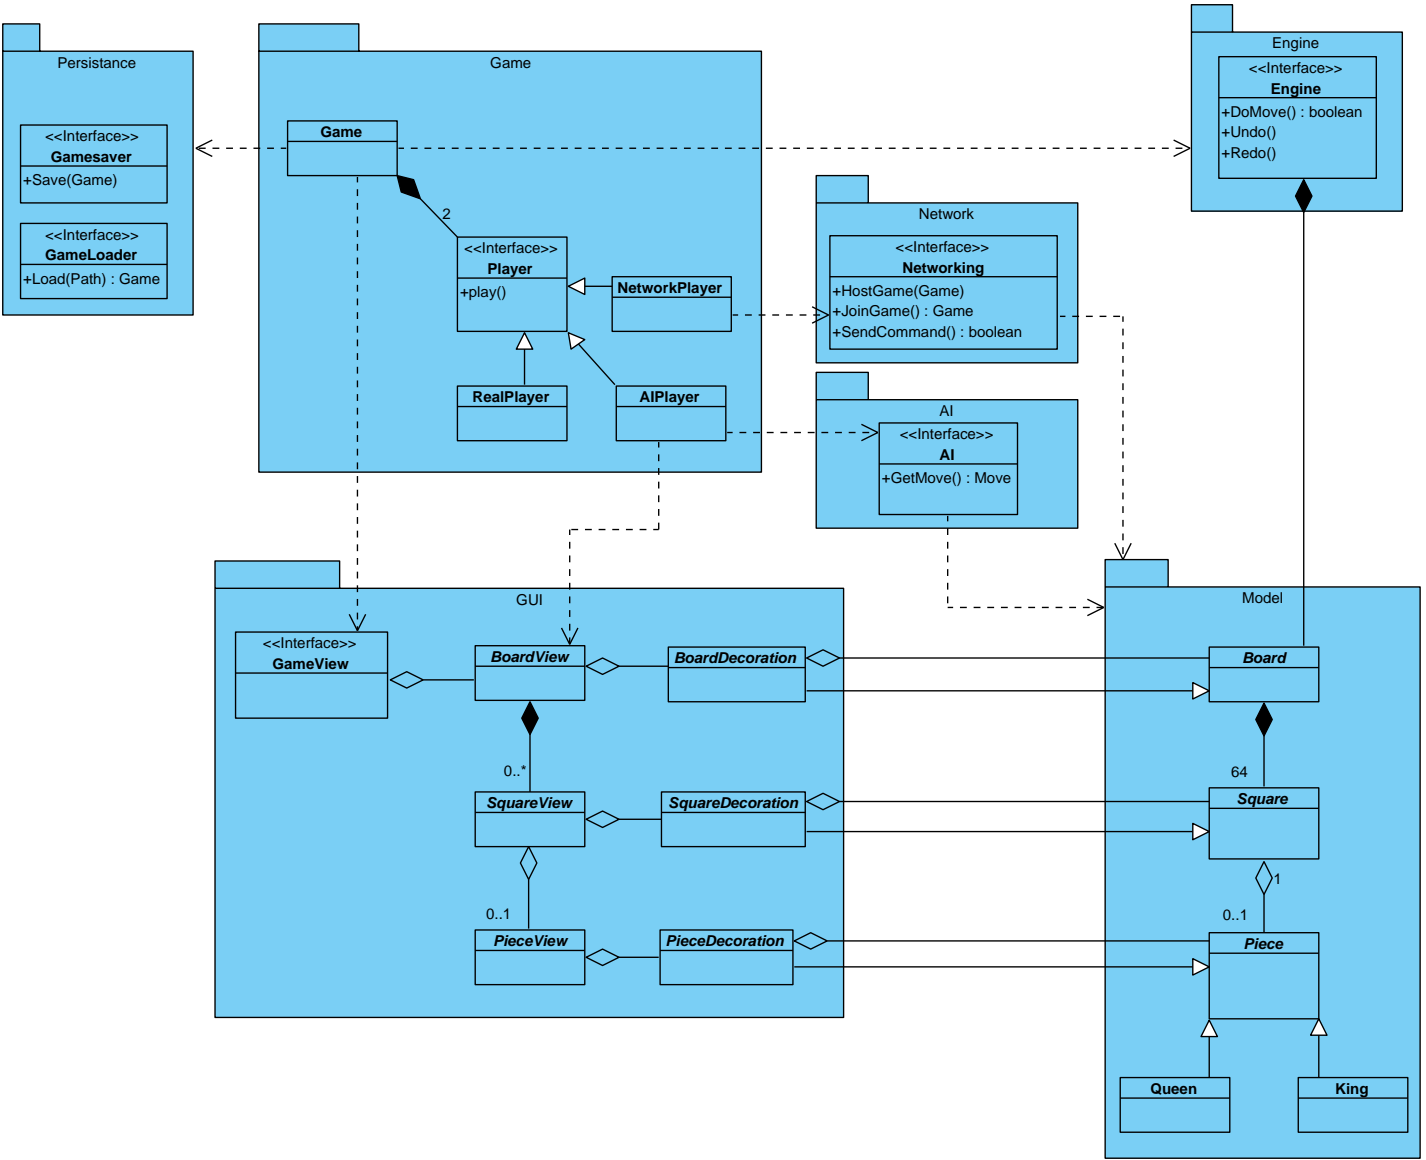 Persistance
<<Interface>>
Gamesaver
+Save(Game)
<<Interface>>
GameLoader
+Load(Path) : Game
Game
Game
2
<<Interface>>
Player
+play()
NetworkPlayer
RealPlayer
AIPlayer
Engine
<<Interface>>
Engine
+DoMove() : boolean
+Undo()
+Redo()
Network
<<Interface>>
Networking
+HostGame(Game)
+JoinGame() : Game
+SendCommand() : boolean
AI
<<Interface>>
AI
+GetMove() : Move
GUI
<<Interface>>
GameView
BoardView
BoardDecoration
0..*
SquareView
SquareDecoration
0..1
PieceView
PieceDecoration
Model
Board
64
Square
1
0..1
Piece
Queen
King